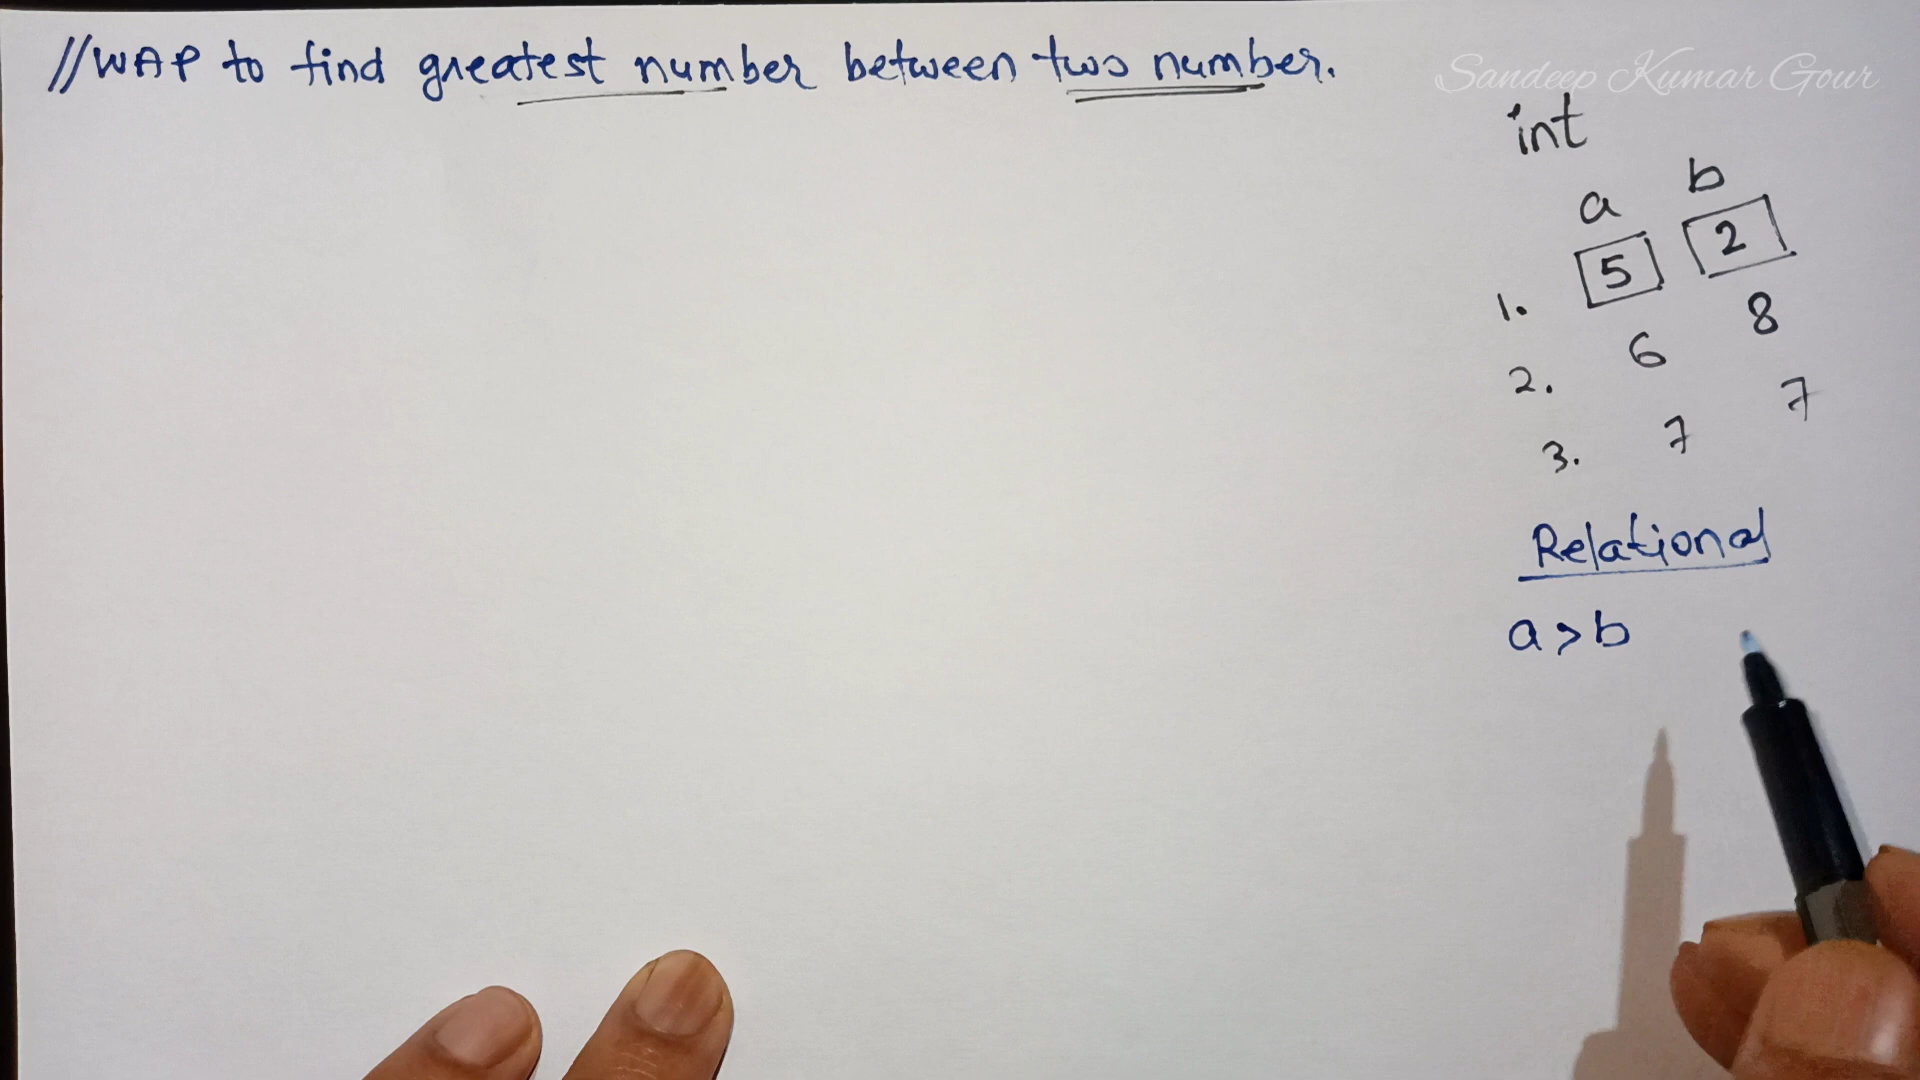 //WAP to find greatest number between two number.
Sandeep Kumar Gour
int
a b
1. 5 2
2. 6 8
3. 7 7
Relational
a>b